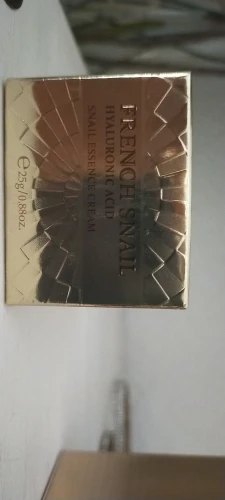 FRENCH SNAIL
HYALURONIC ACID
SNAIL ESSENCE CREAM
℮25g/0.88oz.